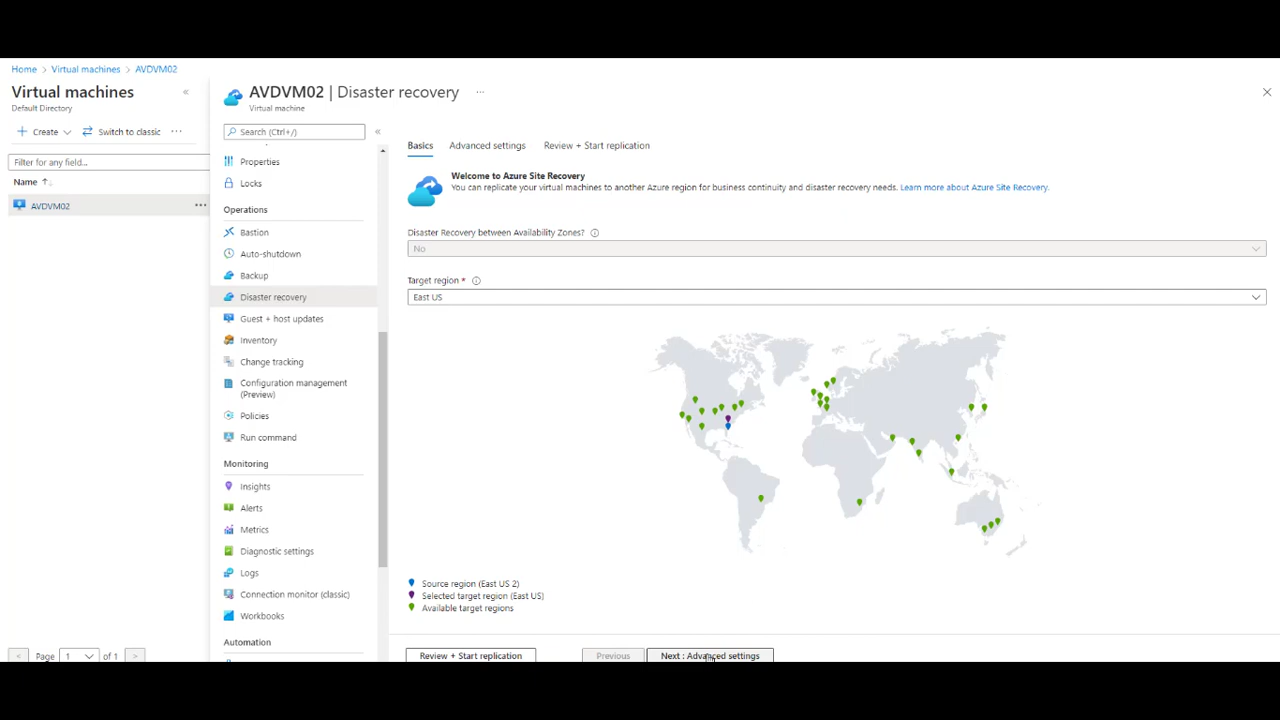 Home > Virtual machines > AVDVM02
Virtual machines
Default Directory
+ Create
Switch to classic
Filter for any field...
Name
AVDVM02
Page 1 of 1
AVDVM02 | Disaster recovery
Virtual machine
Search (Ctrl+/)
Properties
Locks
Operations
Bastion
Auto-shutdown
Backup
Disaster recovery
Guest + host updates
Inventory
Change tracking
Configuration management
(Preview)
Policies
Run command
Monitoring
Insights
Alerts
Metrics
Diagnostic settings
Logs
Connection monitor (classic)
Workbooks
Automation
Basics
Advanced settings
Review + Start replication
Welcome to Azure Site Recovery
You can replicate your virtual machines to another Azure region for business continuity and disaster recovery needs. Learn more about Azure Site Recovery.
Disaster Recovery between Availability Zones?
No
Target region *
East US
Source region (East US 2)
Selected target region (East US)
Available target regions
Review + Start replication
Previous
Next : Advanced settings